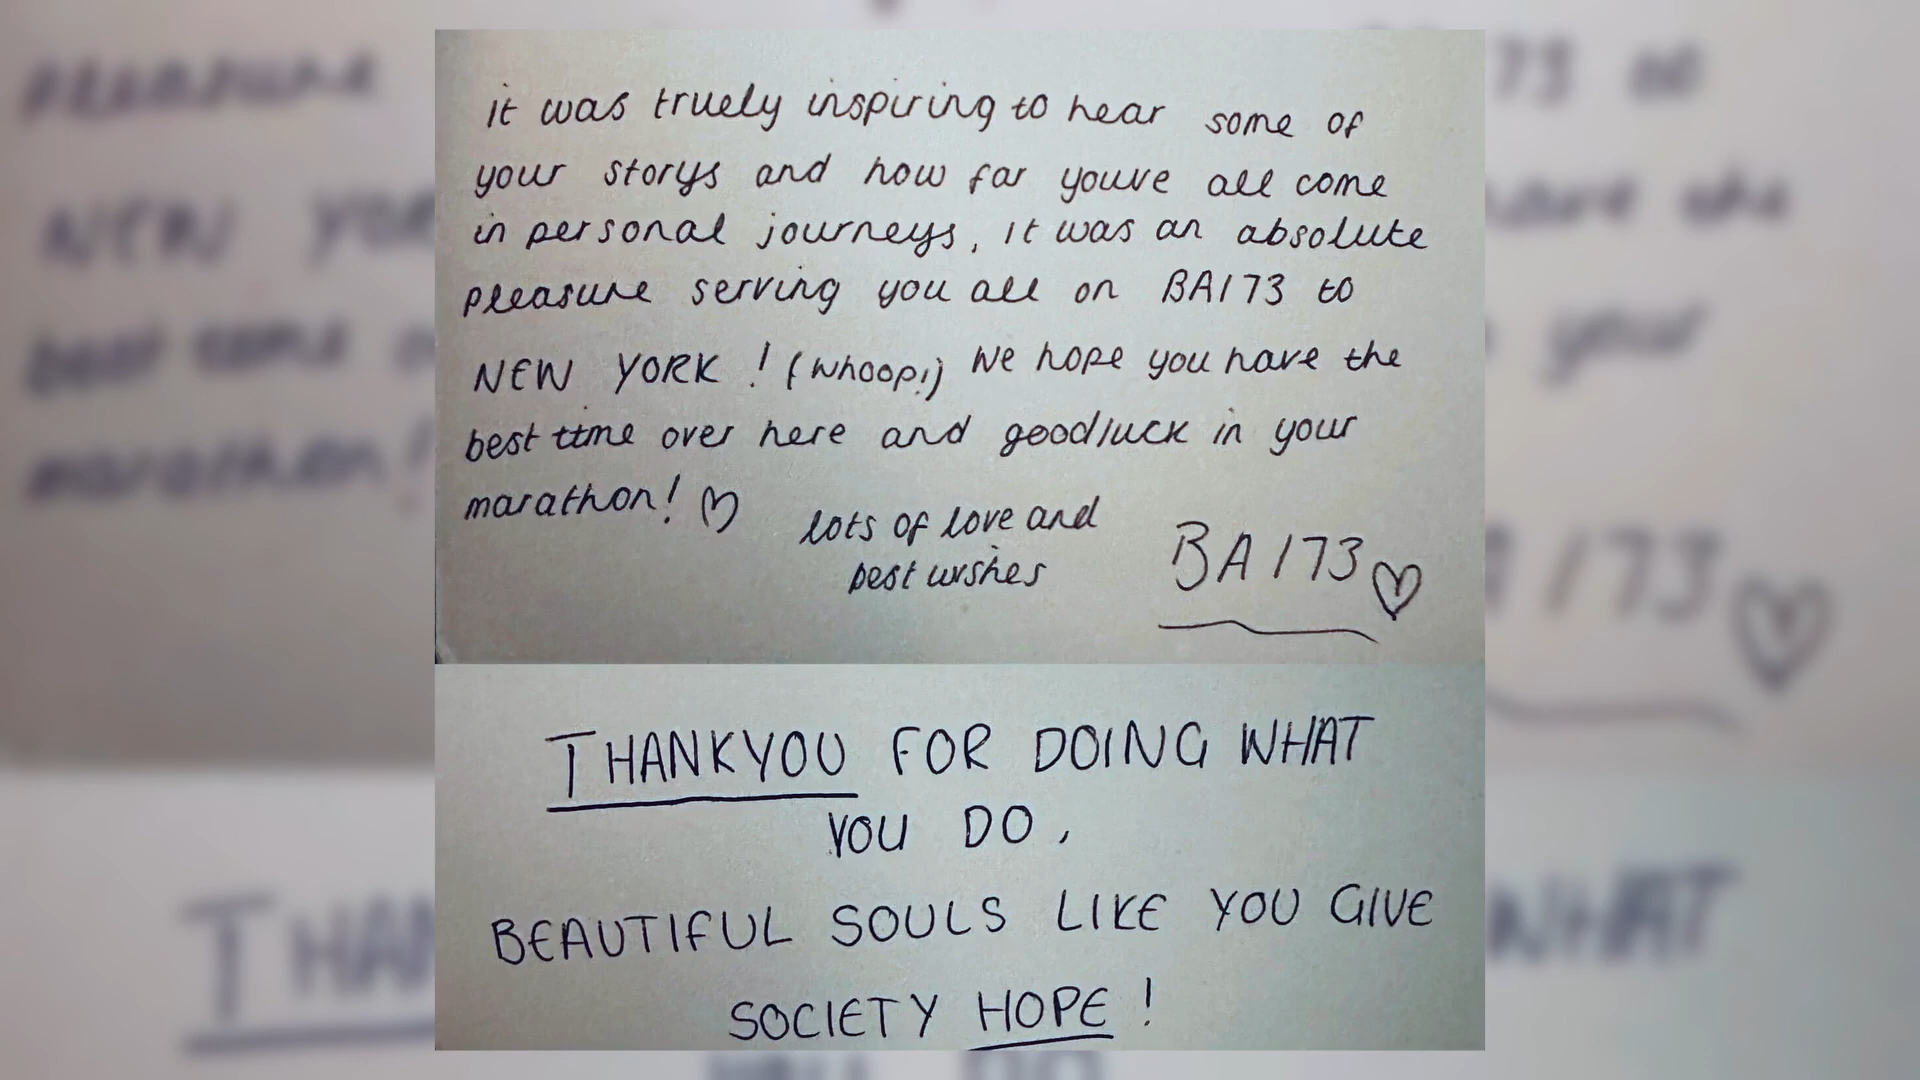 it was truely inspiring to hear some of
your storys and how far youve all come
in personal journeys, it was an absolute
pleasure serving you all on BA173 to
NEW YORK! (whoop!) We hope you have the
best time over here and goodluck in your
marathon! ♡
lots of love and
best wishes
BA173 ♡
THANKYOU FOR DOING WHAT
YOU DO,
BEAUTIFUL SOULS LIKE YOU GIVE
SOCIETY HOPE!